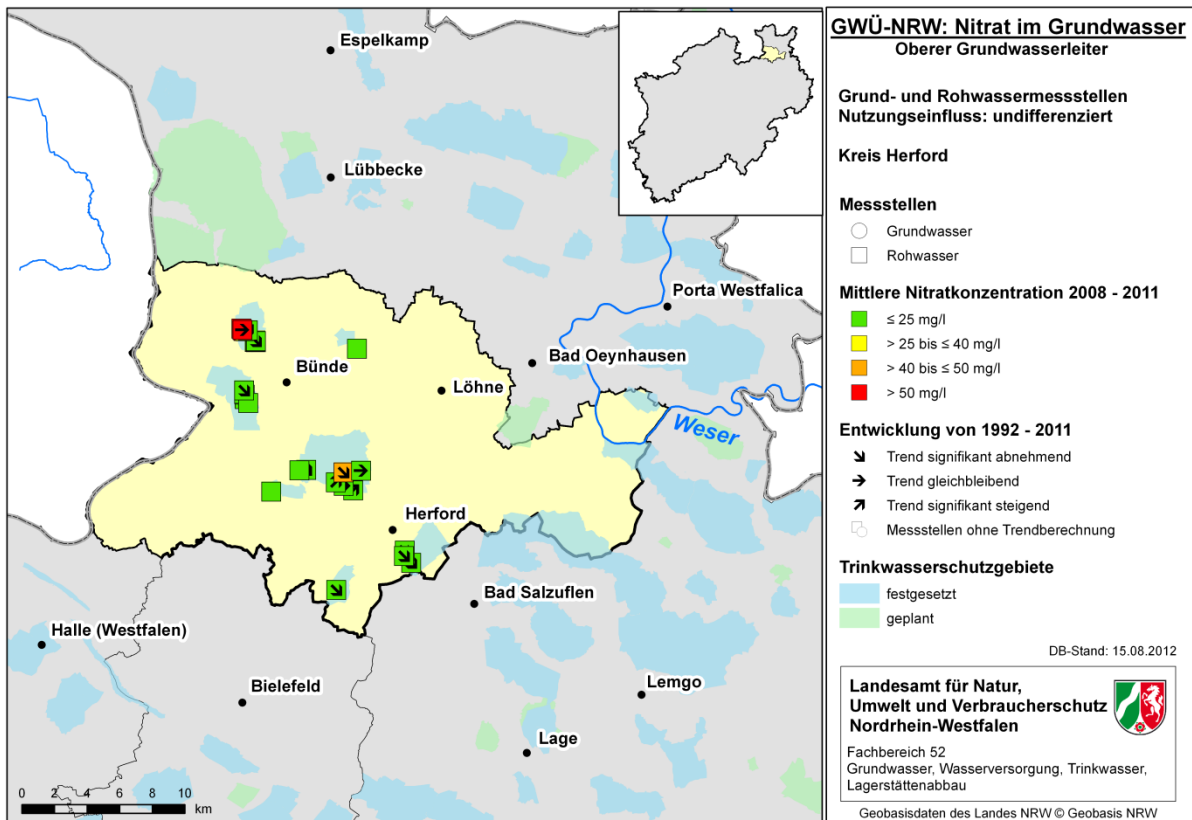 Espelkamp
Lübbecke
Porta Westfalica
Bad Oeynhausen
Bünde
Löhne
Weser
Herford
Bad Salzuflen
Halle (Westfalen)
Bielefeld
Lemgo
Lage
0 2 4 6 8 10
km
GWÜ-NRW: Nitrat im Grundwasser
Oberer Grundwasserleiter
Grund- und Rohwassermessstellen
Nutzungseinfluss: undifferenziert
Kreis Herford
Messstellen
Grundwasser
Rohwasser
Mittlere Nitratkonzentration 2008 - 2011
≤ 25 mg/l
> 25 bis ≤ 40 mg/l
> 40 bis ≤ 50 mg/l
> 50 mg/l
Entwicklung von 1992 - 2011
Trend signifikant abnehmend
Trend gleichbleibend
Trend signifikant steigend
Messstellen ohne Trendberechnung
Trinkwasserschutzgebiete
festgesetzt
geplant
DB-Stand: 15.08.2012
Landesamt für Natur,
Umwelt und Verbraucherschutz
Nordrhein-Westfalen
Fachbereich 52
Grundwasser, Wasserversorgung, Trinkwasser,
Lagerstättenabbau
Geobasisdaten des Landes NRW © Geobasis NRW